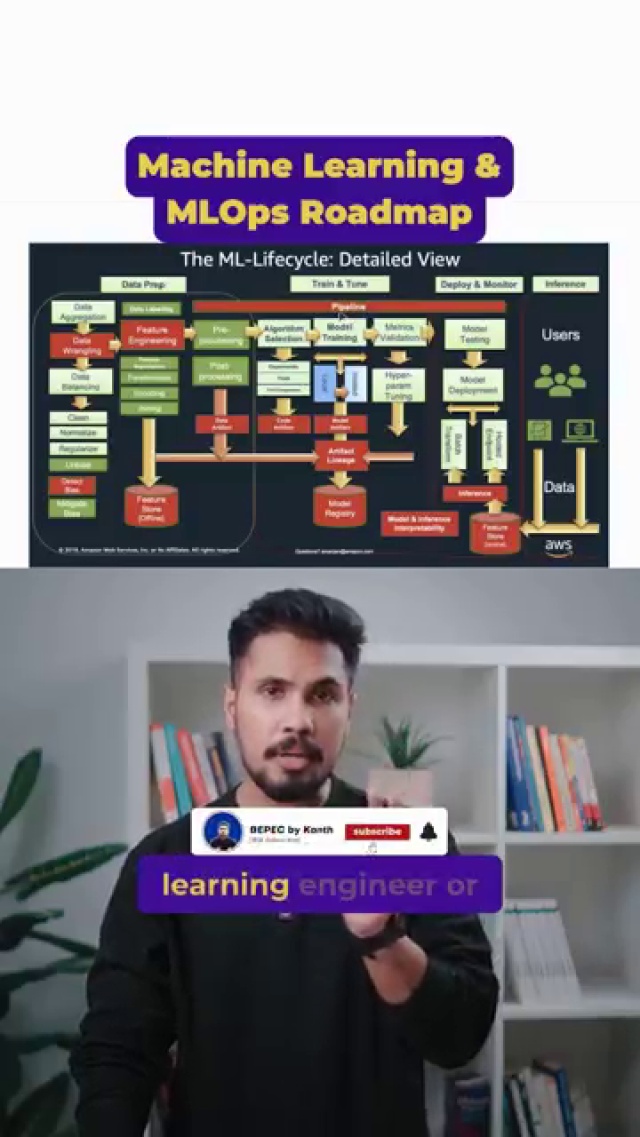 Machine Learning &
MLOps Roadmap
The ML-Lifecycle: Detailed View
Data Prep
Train & Tune
Deploy & Monitor
Inference
Pipeline
Data
Aggregation
Data Labelling
Data
Wrangling
Feature
Engineering
Pre-
processing
Algorithm
Selection
Model
Training
Metrics
Validation
Model
Testing
Users
Data
Balancing
Post-
processing
Hyper-
param
Tuning
Model
Deployment
Clean
Normalize
Regularize
Unbias
Detect
Bias
Mitigate
Bias
Data
Artifact
Code
Artifact
Model
Artifact
Artifact
Lineage
Batch
Transform
Hosted
Endpoint
Inference
Data
Feature
Store
(Offline)
Model
Registry
Model & Inference
Interpretability
Feature
Store
aws
BEPEC by Kanth
subscribe
learning engineer or